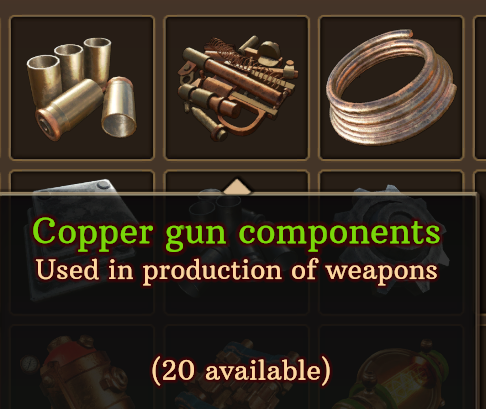 Copper gun components
Used in production of weapons
(20 available)